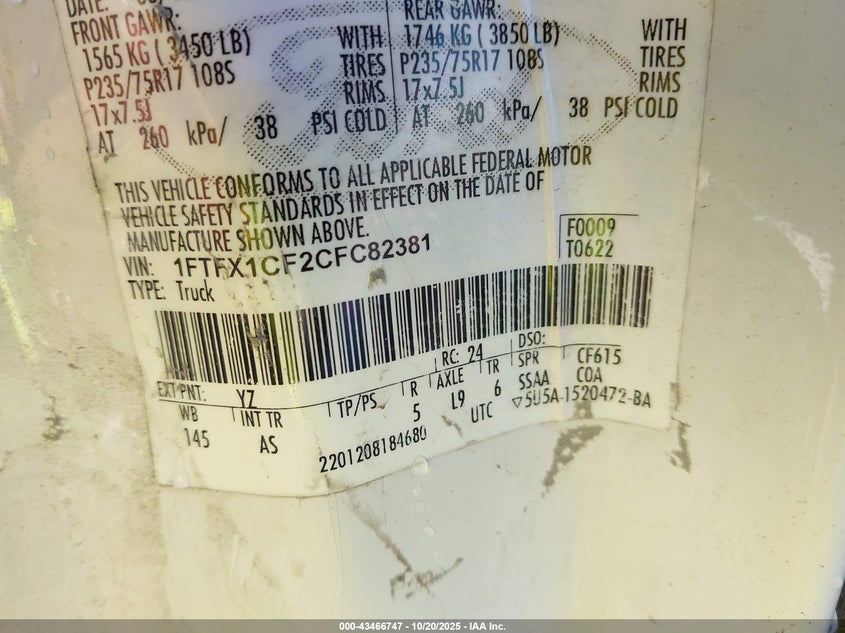 DATE:
FRONT GAWR: REAR GAWR:
1565 KG ( 3450 LB) WITH 1746 KG ( 3850 LB) WITH
P235/75R17 108S TIRES P235/75R17 108S TIRES
17x7.5J RIMS 17x7.5J RIMS
AT 260 kPa/ 38 PSI COLD AT 260 kPa/ 38 PSI COLD
THIS VEHICLE CONFORMS TO ALL APPLICABLE FEDERAL MOTOR
VEHICLE SAFETY STANDARDS IN EFFECT ON THE DATE OF
MANUFACTURE SHOWN ABOVE.
VIN: 1FTFX1CF2CFC82381
F0009
T0622
TYPE: Truck
EXT PNT: YZ RC: 24 DSO:
WB INT TR TP/PS R AXLE TR SPR CF615
145 AS 5 L9 6 SSAA COA
2201208184680 UTC ▽5U5A-1520472-BA
000-43466747 - 10/20/2025 - IAA Inc.